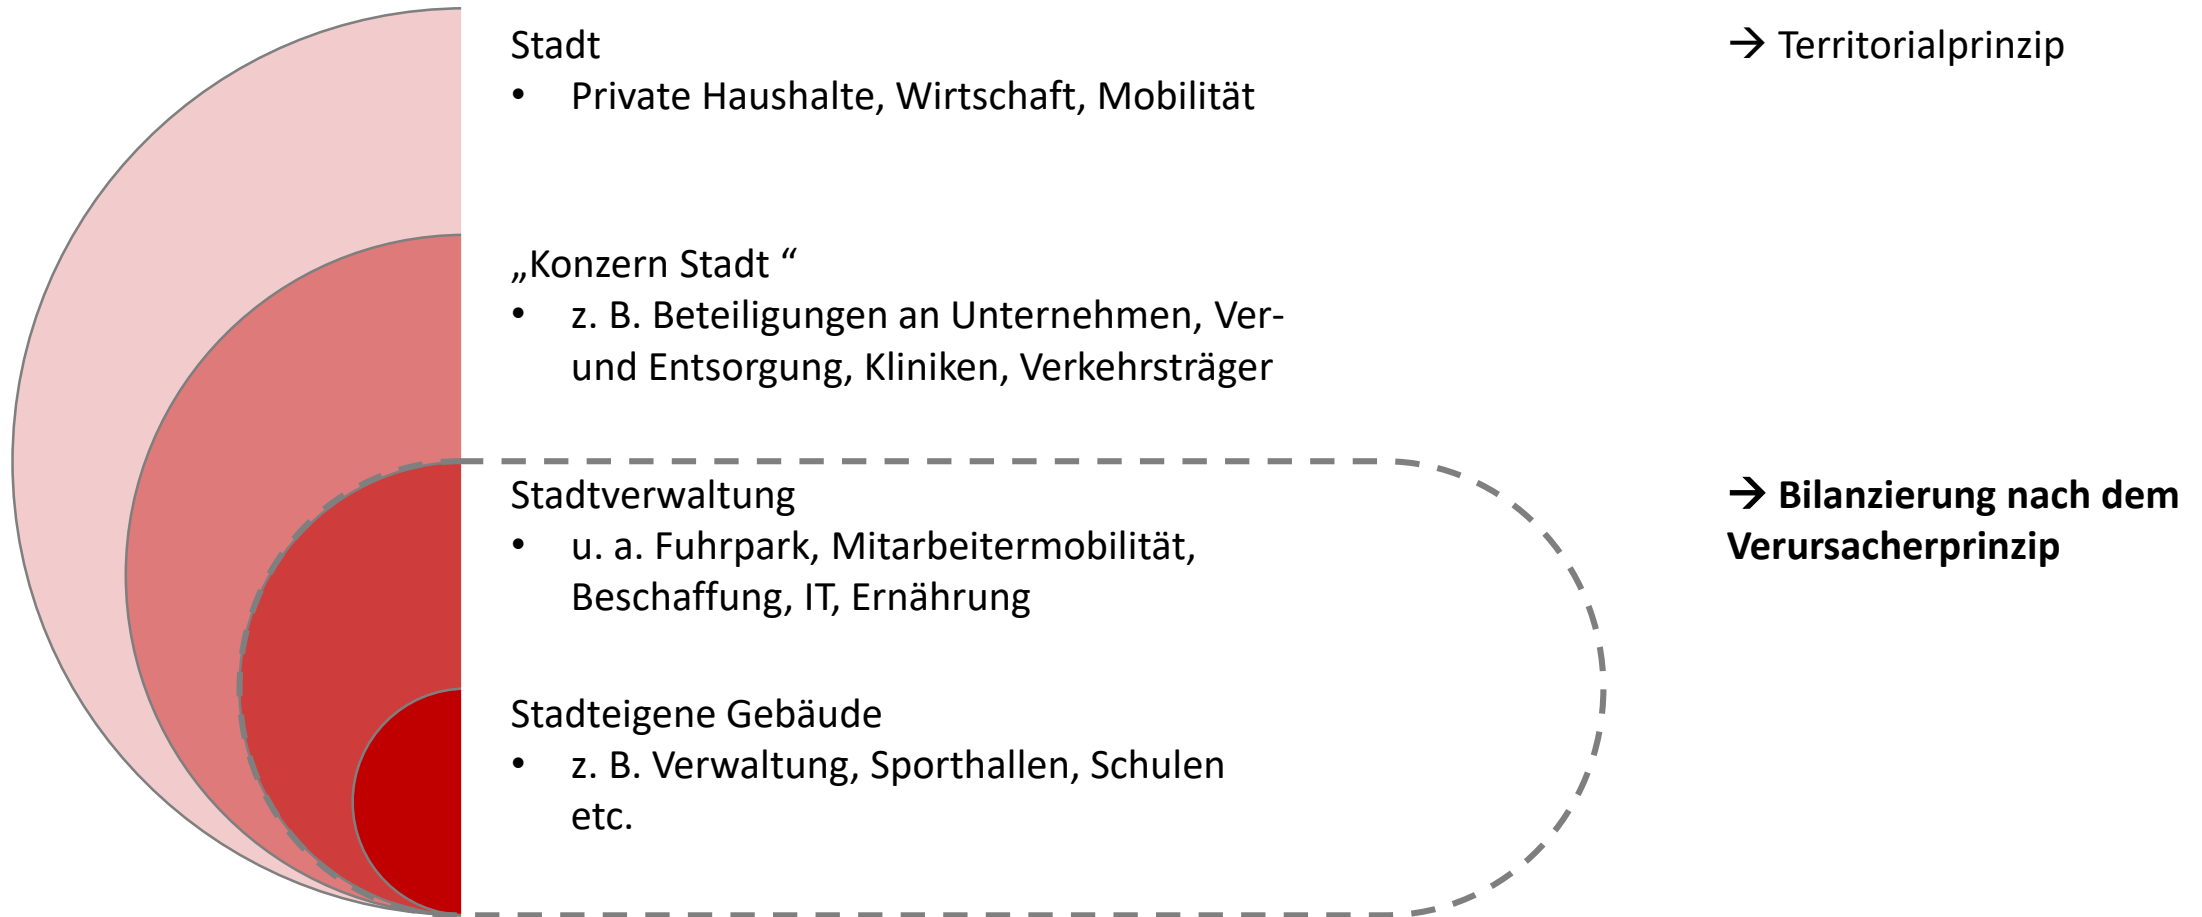 Stadt
• Private Haushalte, Wirtschaft, Mobilität
→ Territorialprinzip
„Konzern Stadt “
• z. B. Beteiligungen an Unternehmen, Ver-
und Entsorgung, Kliniken, Verkehrsträger
Stadtverwaltung
• u. a. Fuhrpark, Mitarbeitermobilität,
Beschaffung, IT, Ernährung
→ Bilanzierung nach dem
Verursacherprinzip
Stadteigene Gebäude
• z. B. Verwaltung, Sporthallen, Schulen
etc.